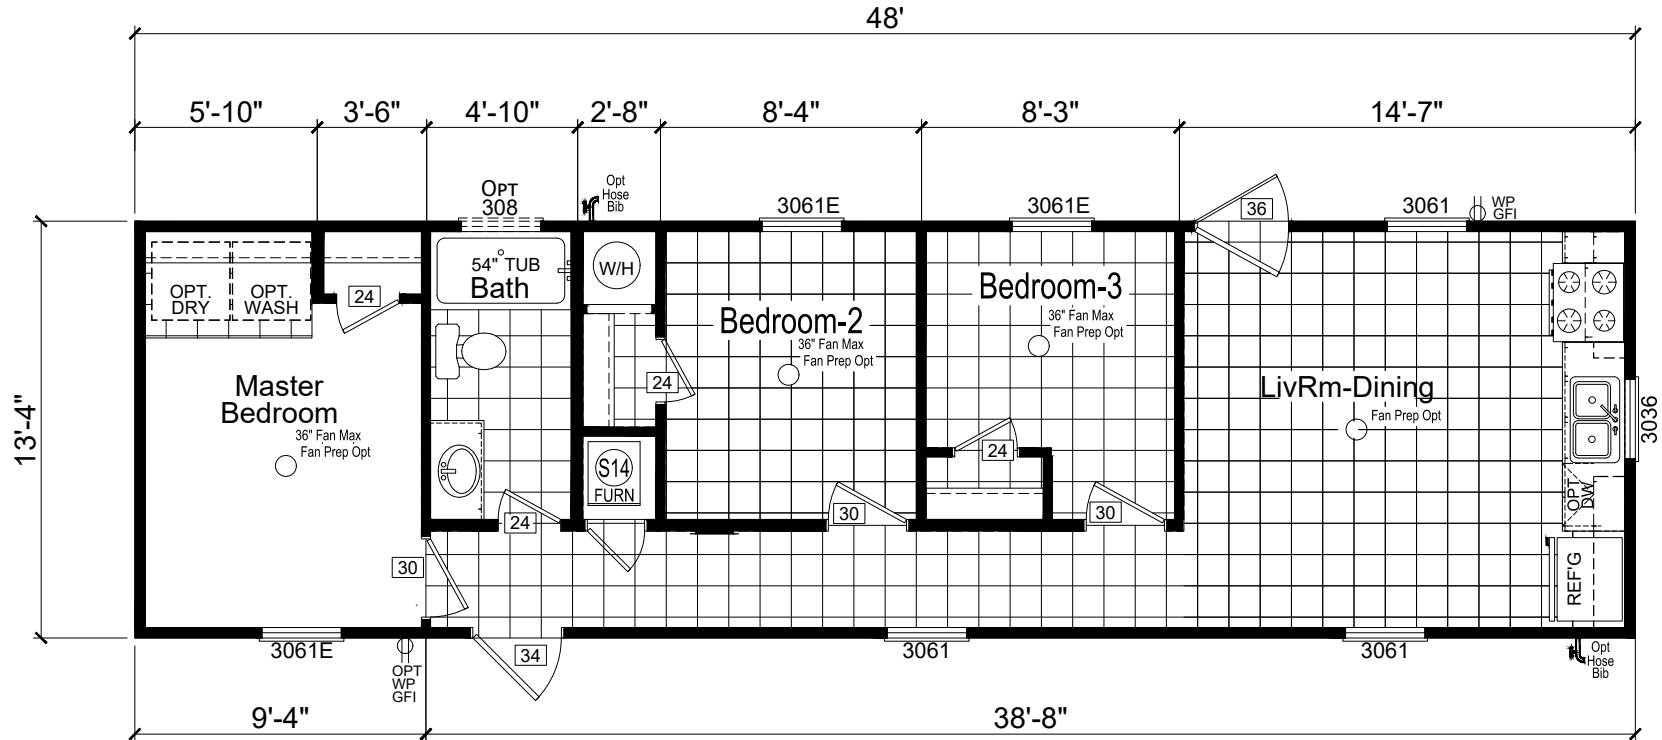 48'
5'-10" 3'-6" 4'-10" 2'-8" 8'-4" 8'-3" 14'-7"
OPT
308
Opt
Hose
Bib
3061E
3061E
36
3061
WP
GFI
13'-4"
OPT.
DRY
OPT.
WASH
24
54" TUB
Bath
W/H
24
Bedroom-2
36" Fan Max
Fan Prep Opt
Bedroom-3
36" Fan Max
Fan Prep Opt
24
Master
Bedroom
36" Fan Max
Fan Prep Opt
LivRm-Dining
Fan Prep Opt
3036
OPT
DW
REF'G
S14
FURN
24
30
30
30
3061E
OPT
WP
GFI
34
3061
3061
Opt
Hose
Bib
9'-4" 38'-8"